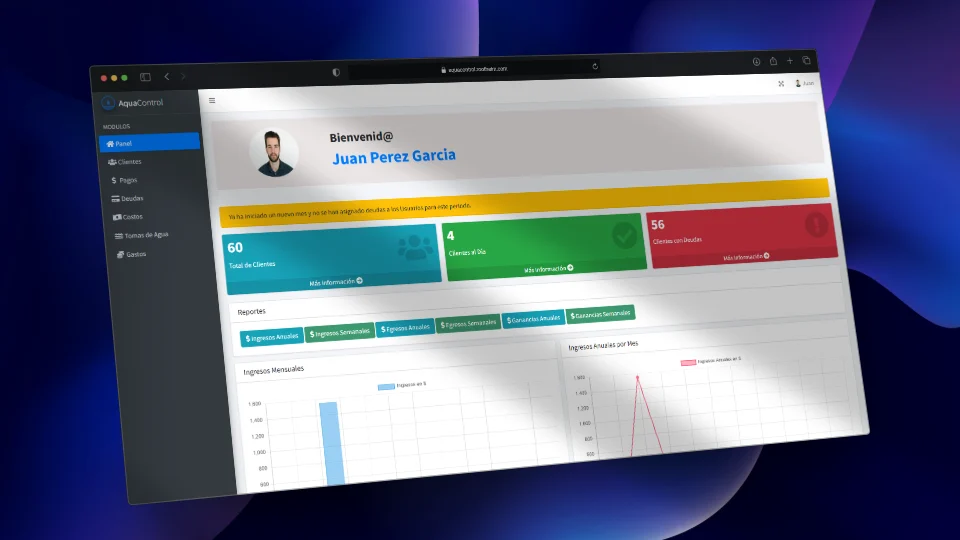 aquacontrol.rootwire.com
AquaControl
Juan
MODULOS
Panel
Clientes
Pagos
Deudas
Costos
Tomas de Agua
Gastos
Bienvenid@
Juan Perez Garcia
Ya ha iniciado un nuevo mes y no se han asignado deudas a los Usuarios para este periodo.
60
Total de Clientes
Más información
4
Clientes al Día
Más información
56
Clientes con Deudas
Más información
Reportes
$ Ingresos Anuales
$ Ingresos Semanales
$ Egresos Anuales
$ Egresos Semanales
$ Ganancias Anuales
$ Ganancias Semanales
Ingresos Mensuales
Ingresos en $
1,600
1,400
1,200
1,000
800
600
Ingresos Anuales por Mes
Ingresos Anuales en $
1,600
1,400
1,200
1,000
800